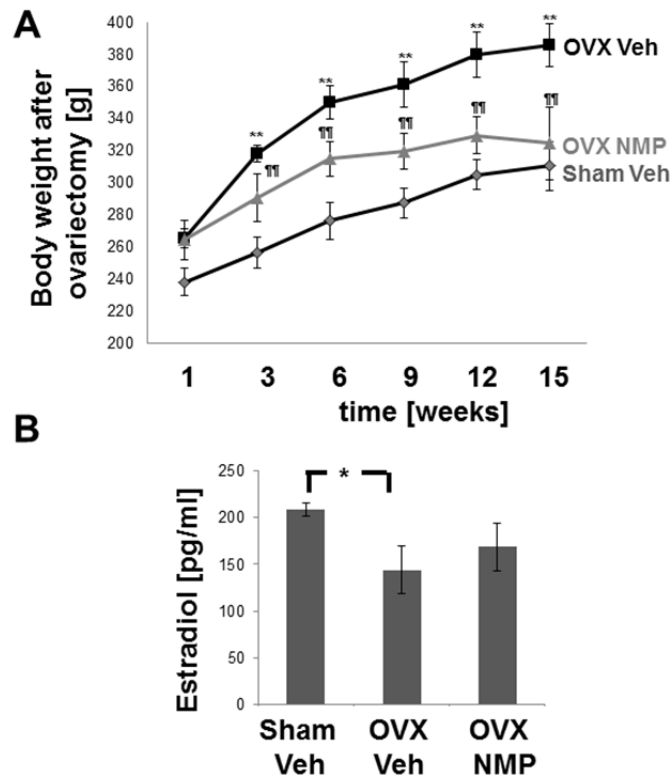 A
Body weight after
ovariectomy [g]
400
380
360
340
320
300
280
260
240
220
200
**
**
**
**
**
¶¶
¶¶
¶¶
¶¶
¶¶
OVX Veh
OVX NMP
Sham Veh
1 3 6 9 12 15
time [weeks]
B
Estradiol [pg/ml]
250
200
150
100
50
0
*
Sham OVX OVX
Veh Veh NMP